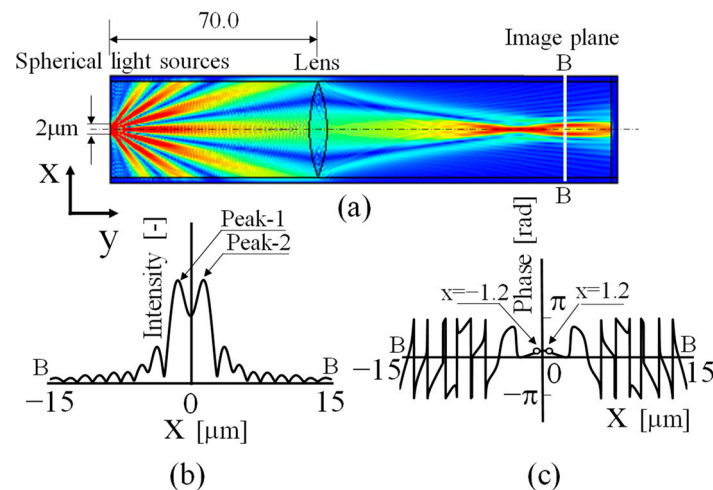 70.0
Image plane
Spherical light sources
Lens
B
2μm
B
X
y
(a)
Intensity [-]
Peak-1
Peak-2
B
B
−15
0
15
X [μm]
(b)
Phase [rad]
π
x=−1.2
x=1.2
B
B
−15
0
15
−π
X [μm]
(c)